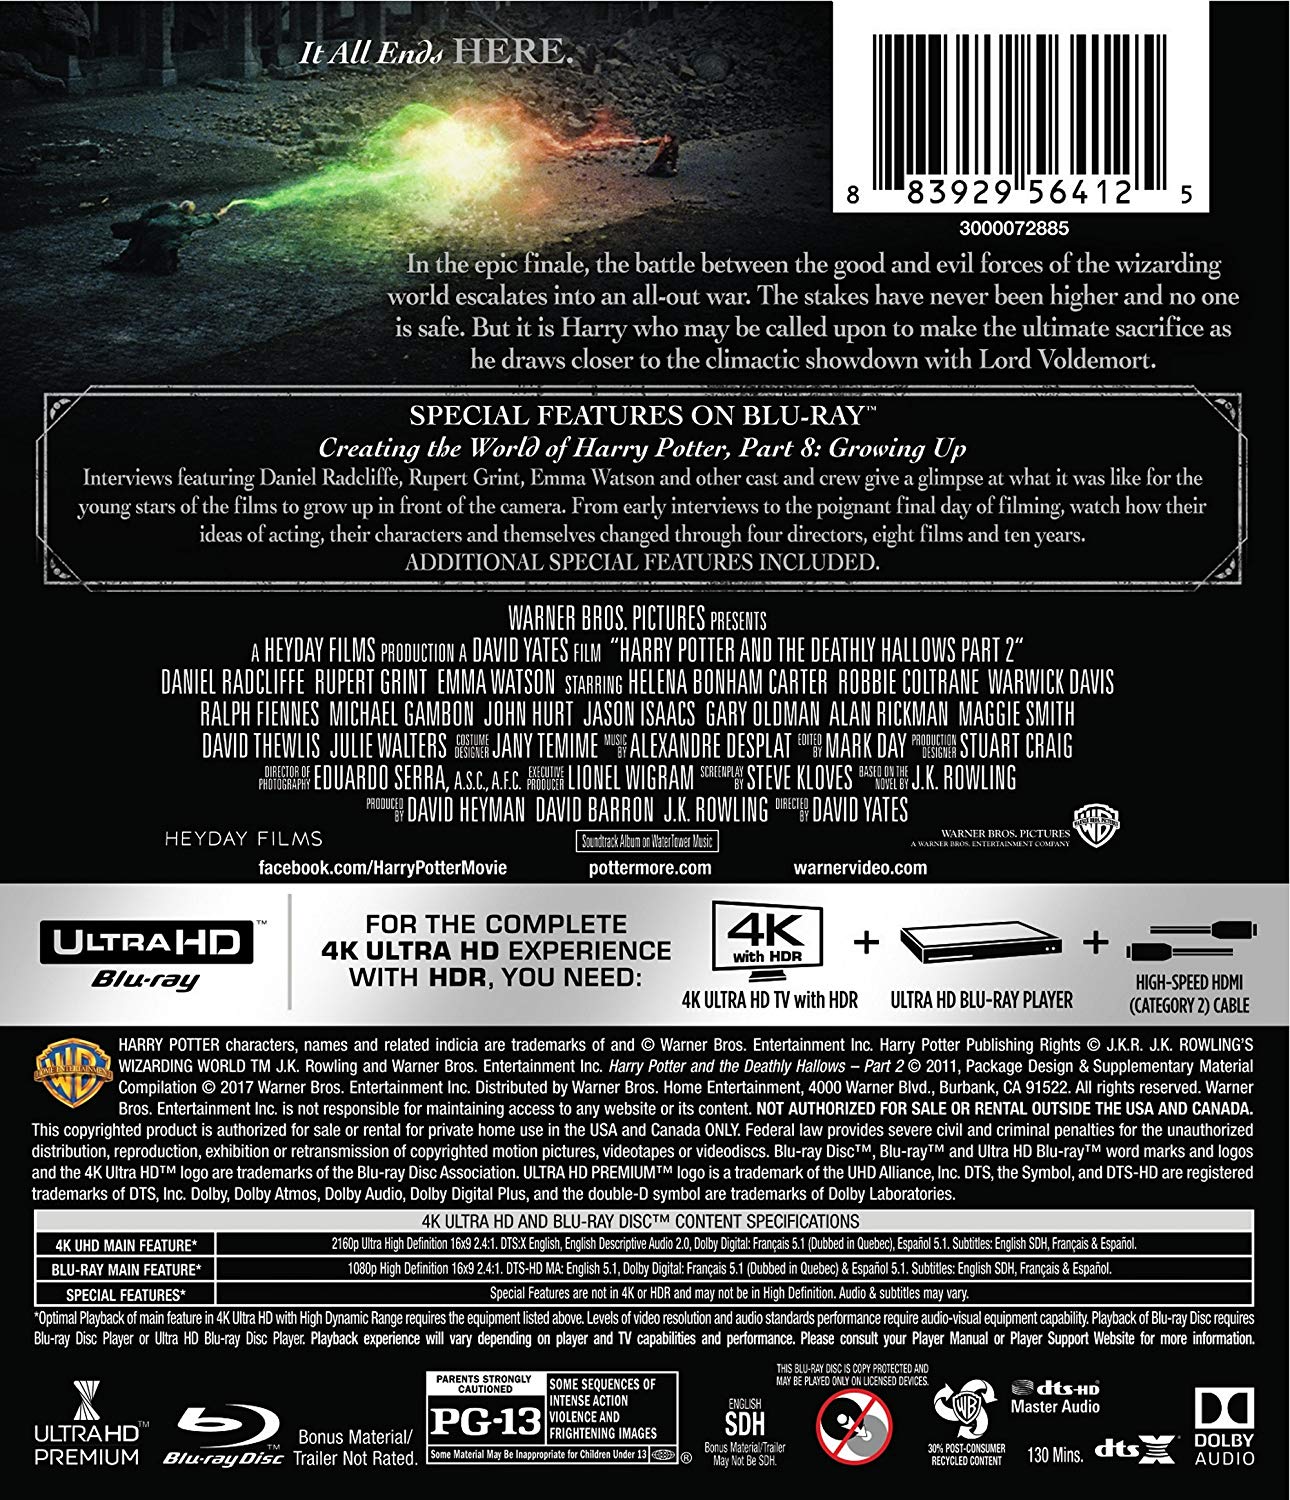 It All Ends HERE.
8 83929 56412 5
3000072885
In the epic finale, the battle between the good and evil forces of the wizarding
world escalates into an all-out war. The stakes have never been higher and no one
is safe. But it is Harry who may be called upon to make the ultimate sacrifice as
he draws closer to the climactic showdown with Lord Voldemort.
SPECIAL FEATURES ON BLU-RAY™
Creating the World of Harry Potter, Part 8: Growing Up
Interviews featuring Daniel Radcliffe, Rupert Grint, Emma Watson and other cast and crew give a glimpse at what it was like for the
young stars of the films to grow up in front of the camera. From early interviews to the poignant final day of filming, watch how their
ideas of acting, their characters and themselves changed through four directors, eight films and ten years.
ADDITIONAL SPECIAL FEATURES INCLUDED.
WARNER BROS. PICTURES PRESENTS
A HEYDAY FILMS PRODUCTION A DAVID YATES FILM "HARRY POTTER AND THE DEATHLY HALLOWS PART 2"
DANIEL RADCLIFFE RUPERT GRINT EMMA WATSON STARRING HELENA BONHAM CARTER ROBBIE COLTRANE WARWICK DAVIS
RALPH FIENNES MICHAEL GAMBON JOHN HURT JASON ISAACS GARY OLDMAN ALAN RICKMAN MAGGIE SMITH
DAVID THEWLIS JULIE WALTERS COSTUME DESIGNER JANY TEMIME MUSIC BY ALEXANDRE DESPLAT EDITED BY MARK DAY PRODUCTION DESIGNER STUART CRAIG
DIRECTOR OF PHOTOGRAPHY EDUARDO SERRA, A.S.C., A.F.C. EXECUTIVE PRODUCER LIONEL WIGRAM SCREENPLAY BY STEVE KLOVES BASED ON THE NOVEL BY J.K. ROWLING
PRODUCED BY DAVID HEYMAN DAVID BARRON J.K. ROWLING DIRECTED BY DAVID YATES
HEYDAY FILMS
Soundtrack Album on WaterTower Music
WARNER BROS. PICTURES
A WARNER BROS. ENTERTAINMENT COMPANY
facebook.com/HarryPotterMovie pottermore.com warnervideo.com
ULTRA HD™
Blu-ray
FOR THE COMPLETE
4K ULTRA HD EXPERIENCE
WITH HDR, YOU NEED:
4K
with HDR
4K ULTRA HD TV with HDR
+
ULTRA HD BLU-RAY PLAYER
+
HIGH-SPEED HDMI
(CATEGORY 2) CABLE
WB
HOME ENTERTAINMENT
HARRY POTTER characters, names and related indicia are trademarks of and © Warner Bros. Entertainment Inc. Harry Potter Publishing Rights © J.K.R. J.K. ROWLING'S
WIZARDING WORLD TM J.K. Rowling and Warner Bros. Entertainment Inc. Harry Potter and the Deathly Hallows – Part 2 © 2011, Package Design & Supplementary Material
Compilation © 2017 Warner Bros. Entertainment Inc. Distributed by Warner Bros. Home Entertainment, 4000 Warner Blvd., Burbank, CA 91522. All rights reserved. Warner
Bros. Entertainment Inc. is not responsible for maintaining access to any website or its content. NOT AUTHORIZED FOR SALE OR RENTAL OUTSIDE THE USA AND CANADA.
This copyrighted product is authorized for sale or rental for private home use in the USA and Canada ONLY. Federal law provides severe civil and criminal penalties for the unauthorized
distribution, reproduction, exhibition or retransmission of copyrighted motion pictures, videotapes or videodiscs. Blu-ray Disc™, Blu-ray™ and Ultra HD Blu-ray™ word marks and logos
and the 4K Ultra HD™ logo are trademarks of the Blu-ray Disc Association. ULTRA HD PREMIUM™ logo is a trademark of the UHD Alliance, Inc. DTS, the Symbol, and DTS-HD are registered
trademarks of DTS, Inc. Dolby, Dolby Atmos, Dolby Audio, Dolby Digital Plus, and the double-D symbol are trademarks of Dolby Laboratories.
4K ULTRA HD AND BLU-RAY DISC™ CONTENT SPECIFICATIONS
4K UHD MAIN FEATURE* 2160p Ultra High Definition 16x9 2.4:1. DTS:X English, English Descriptive Audio 2.0, Dolby Digital: Français 5.1 (Dubbed in Quebec), Español 5.1. Subtitles: English SDH, Français & Español.
BLU-RAY MAIN FEATURE* 1080p High Definition 16x9 2.4:1. DTS-HD MA: English 5.1, Dolby Digital: Français 5.1 (Dubbed in Quebec) & Español 5.1. Subtitles: English SDH, Français & Español.
SPECIAL FEATURES* Special Features are not in 4K or HDR and may not be in High Definition. Audio & subtitles may vary.
*Optimal Playback of main feature in 4K Ultra HD with High Dynamic Range requires the equipment listed above. Levels of video resolution and audio standards performance require audio-visual equipment capability. Playback of Blu-ray Disc requires
Blu-ray Disc Player or Ultra HD Blu-ray Disc Player. Playback experience will vary depending on player and TV capabilities and performance. Please consult your Player Manual or Player Support Website for more information.
ULTRA HD™
PREMIUM
Blu-ray Disc™
Bonus Material/
Trailer Not Rated.
PARENTS STRONGLY
CAUTIONED
PG-13
SOME SEQUENCES OF
INTENSE ACTION
VIOLENCE AND
FRIGHTENING IMAGES
Some Material May Be Inappropriate for Children Under 13
®
ENGLISH
SDH
Bonus Material/Trailer
May Not Be SDH.
THIS BLU-RAY DISC IS COPY PROTECTED AND
MAY BE PLAYED ONLY ON LICENSED DEVICES.
WB
30% POST-CONSUMER
RECYCLED CONTENT
dts-HD®
Master Audio
130 Mins.
dts X™
DOLBY
AUDIO